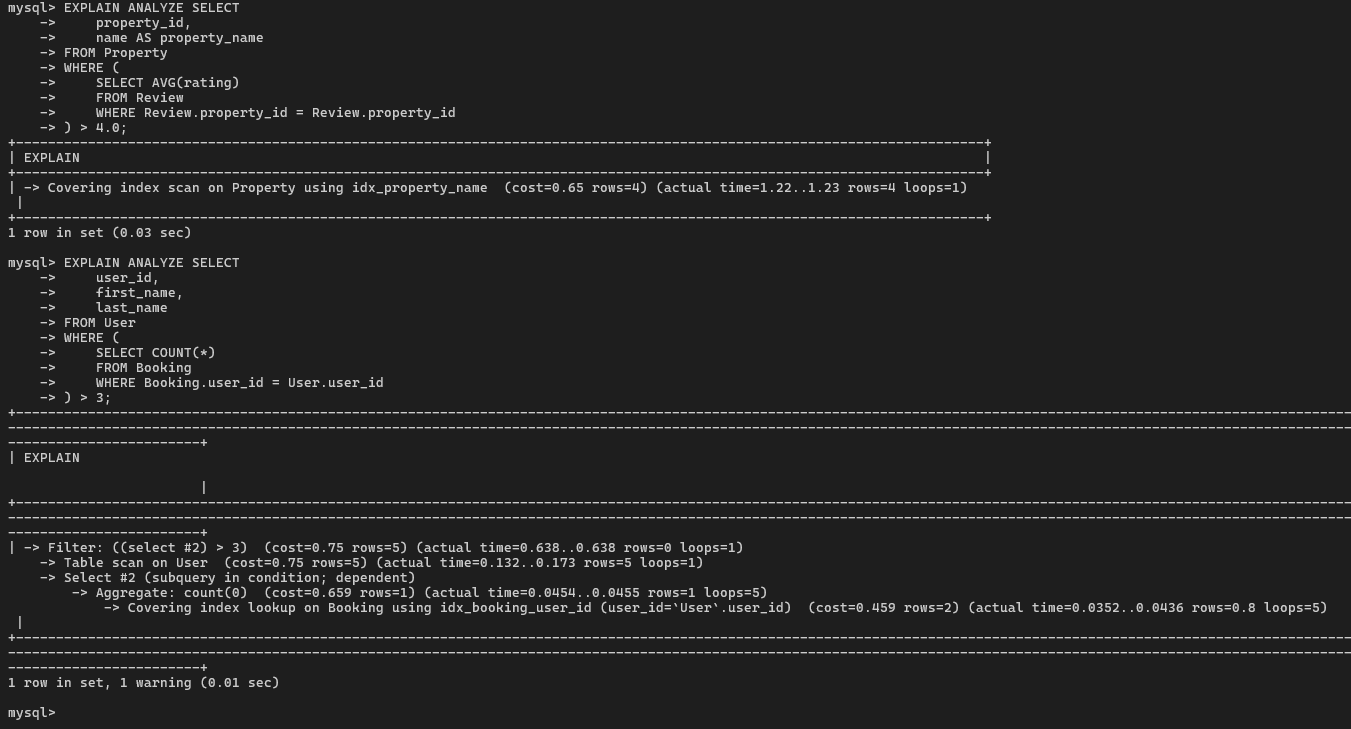 mysql> EXPLAIN ANALYZE SELECT
    ->     property_id,
    ->     name AS property_name
    -> FROM Property
    -> WHERE (
    ->     SELECT AVG(rating)
    ->     FROM Review
    ->     WHERE Review.property_id = Review.property_id
    -> ) > 4.0;
+-------------------------------------------------------------------------------------------------------------------------+
| EXPLAIN                                                                                                                 |
+-------------------------------------------------------------------------------------------------------------------------+
| -> Covering index scan on Property using idx_property_name  (cost=0.65 rows=4) (actual time=1.22..1.23 rows=4 loops=1)
 |
+-------------------------------------------------------------------------------------------------------------------------+
1 row in set (0.03 sec)

mysql> EXPLAIN ANALYZE SELECT
    ->     user_id,
    ->     first_name,
    ->     last_name
    -> FROM User
    -> WHERE (
    ->     SELECT COUNT(*)
    ->     FROM Booking
    ->     WHERE Booking.user_id = User.user_id
    -> ) > 3;
+-----------------------------------------------------------------------------------------------------------------------------------------------------------------------
------------------------------------------------------------------------------------------------------------------------------------------------------------------------
------------------------+
| EXPLAIN

                        |
+-----------------------------------------------------------------------------------------------------------------------------------------------------------------------
------------------------------------------------------------------------------------------------------------------------------------------------------------------------
------------------------+
| -> Filter: ((select #2) > 3)  (cost=0.75 rows=5) (actual time=0.638..0.638 rows=0 loops=1)
    -> Table scan on User  (cost=0.75 rows=5) (actual time=0.132..0.173 rows=5 loops=1)
    -> Select #2 (subquery in condition; dependent)
        -> Aggregate: count(0)  (cost=0.659 rows=1) (actual time=0.0454..0.0455 rows=1 loops=5)
            -> Covering index lookup on Booking using idx_booking_user_id (user_id=`User`.user_id)  (cost=0.459 rows=2) (actual time=0.0352..0.0436 rows=0.8 loops=5)
 |
+-----------------------------------------------------------------------------------------------------------------------------------------------------------------------
------------------------------------------------------------------------------------------------------------------------------------------------------------------------
------------------------+
1 row in set, 1 warning (0.01 sec)

mysql>